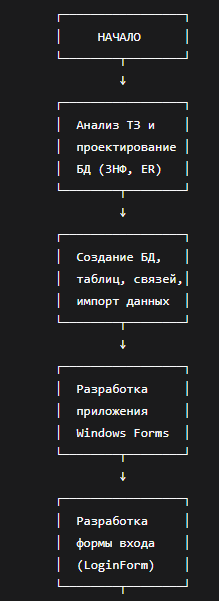 НАЧАЛО
Анализ ТЗ и
проектирование
БД (3НФ, ER)
Создание БД,
таблиц, связей,
импорт данных
Разработка
приложения
Windows Forms
Разработка
формы входа
(LoginForm)